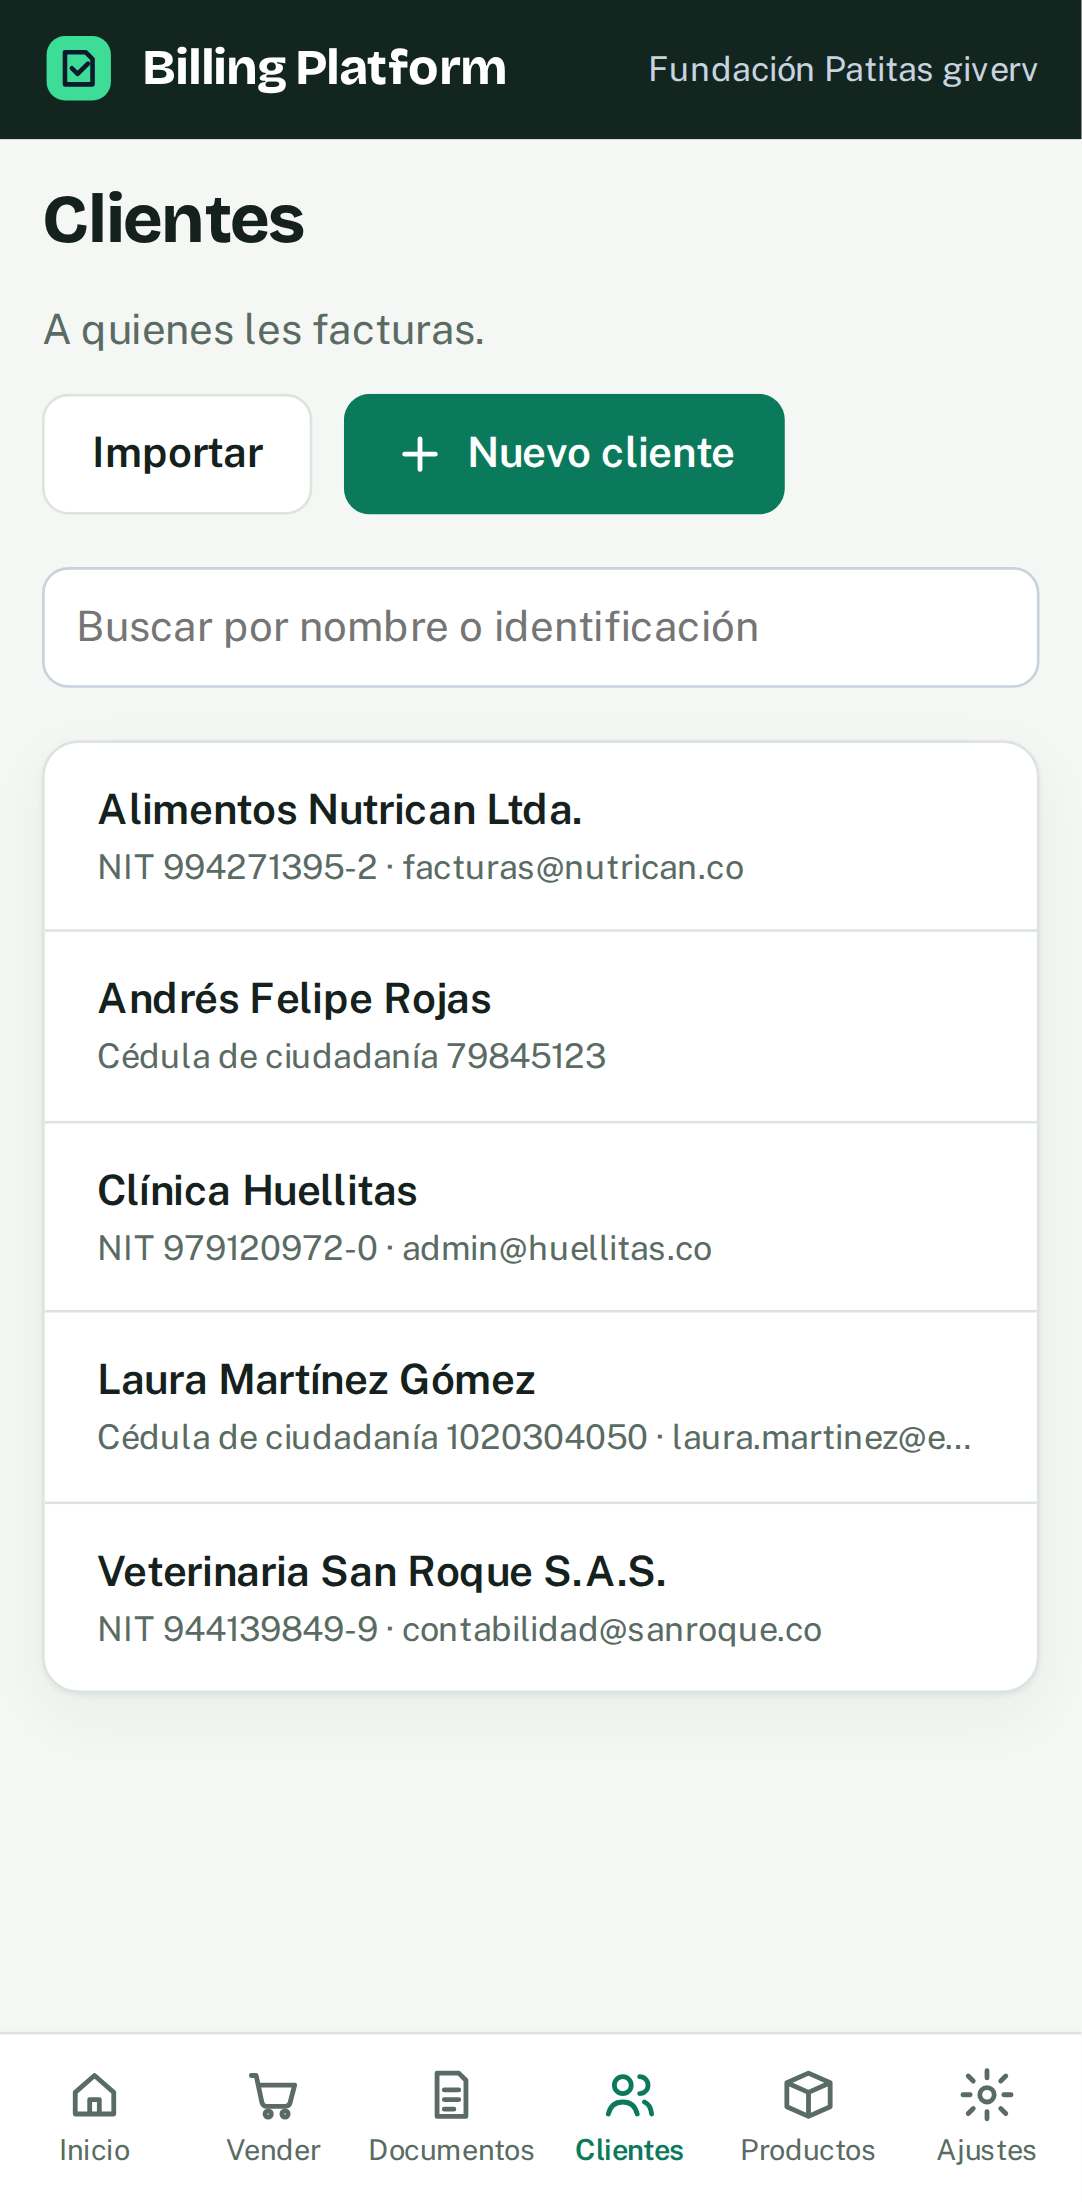 Billing Platform
Fundación Patitas giverv
Clientes
A quienes les facturas.
Importar
Nuevo cliente
Buscar por nombre o identificación
Alimentos Nutrican Ltda.
NIT 994271395-2 · facturas@nutrican.co
Andrés Felipe Rojas
Cédula de ciudadanía 79845123
Clínica Huellitas
NIT 979120972-0 · admin@huellitas.co
Laura Martínez Gómez
Cédula de ciudadanía 1020304050 · laura.martinez@e...
Veterinaria San Roque S.A.S.
NIT 944139849-9 · contabilidad@sanroque.co
Inicio
Vender
Documentos
Clientes
Productos
Ajustes